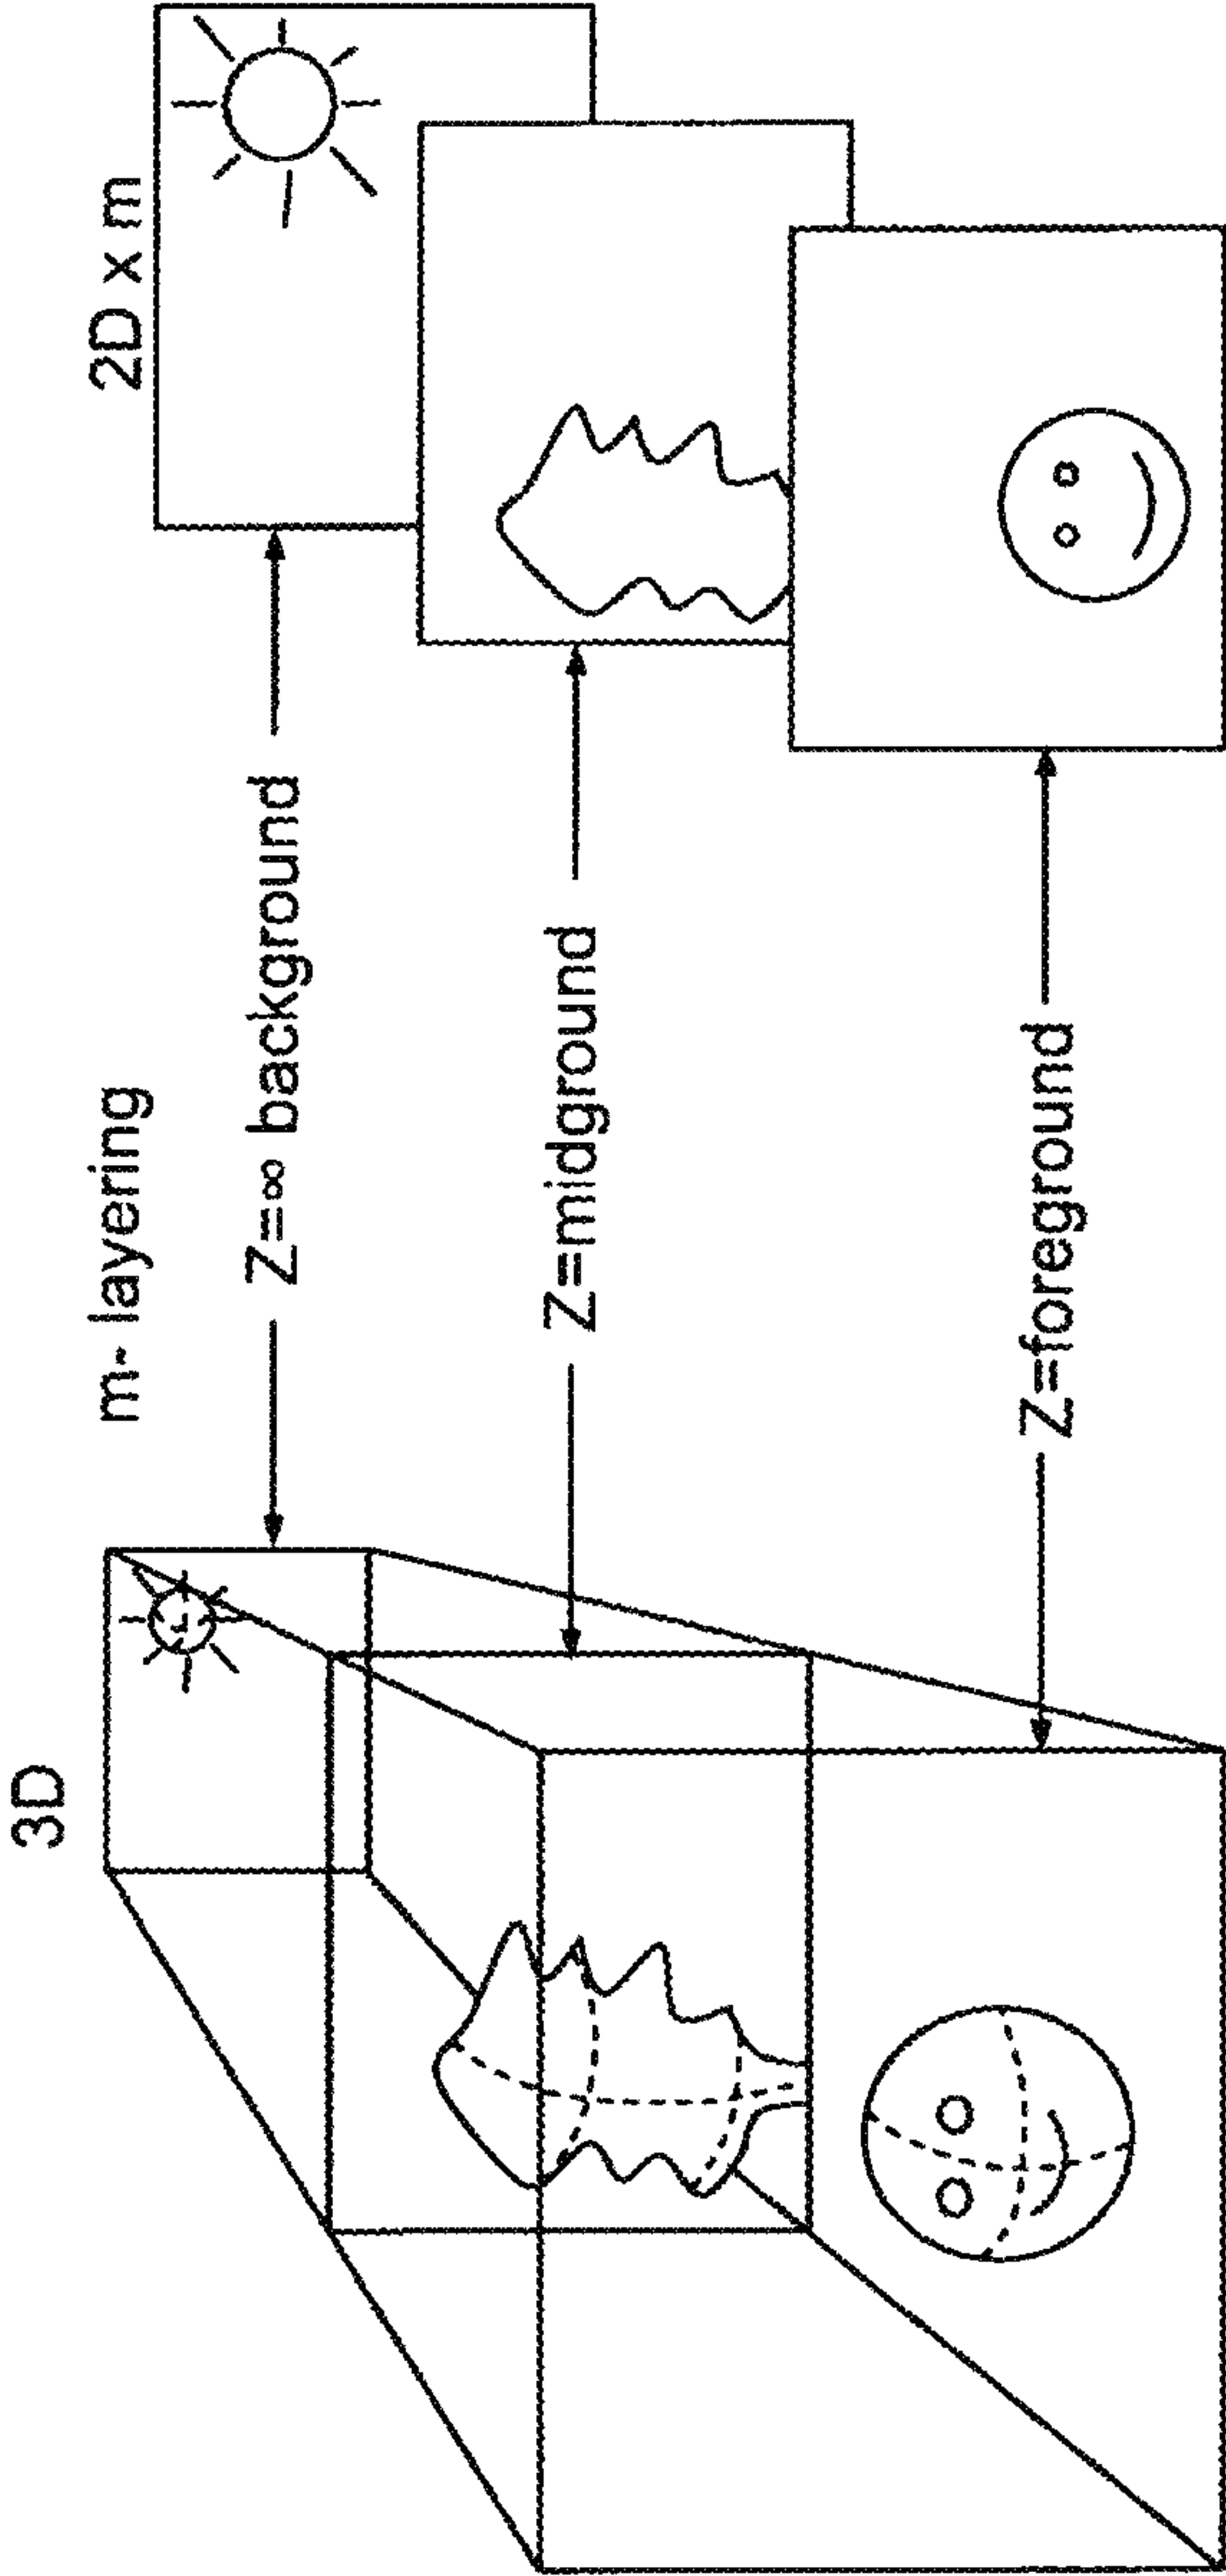 3D
m- layering
2D x m
Z=∞ background
Z=midground
Z=foreground